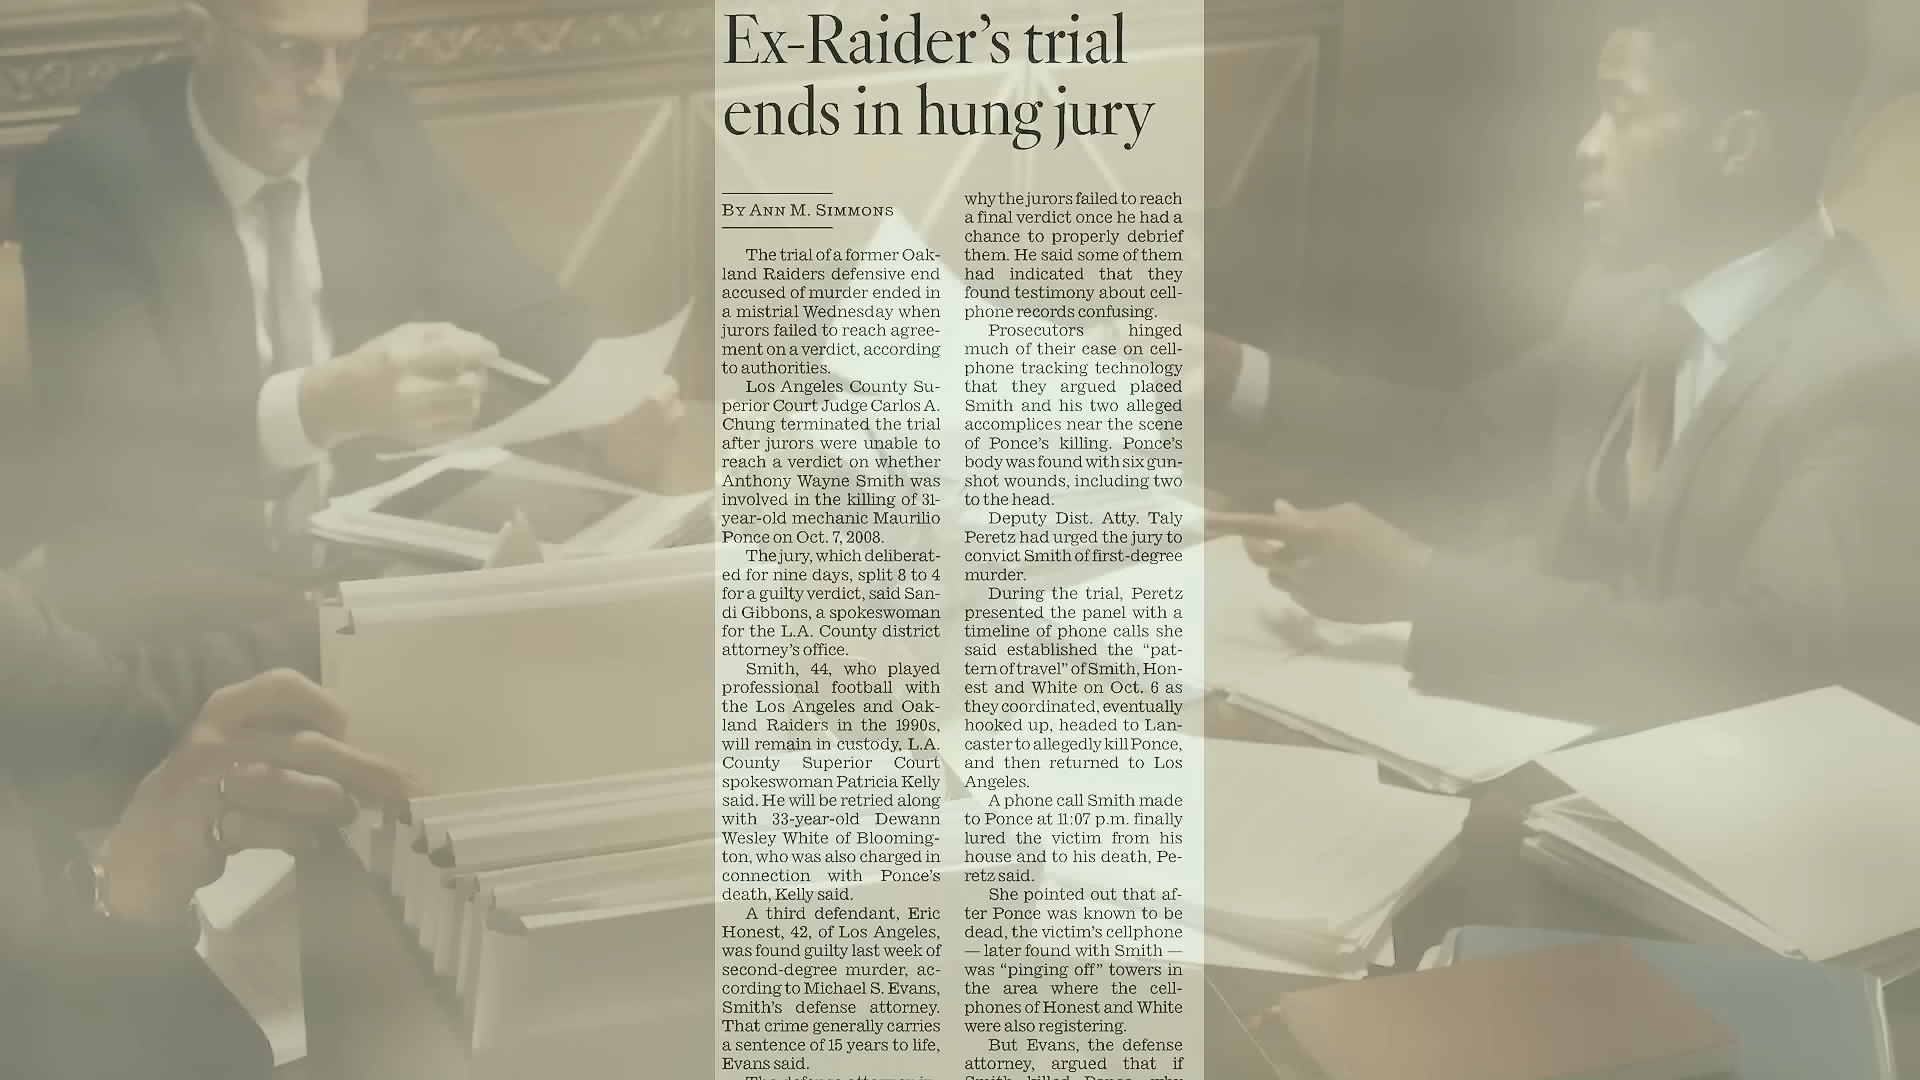 Ex-Raider's trial
ends in hung jury
By Ann M. Simmons
The trial of a former Oak-
land Raiders defensive end
accused of murder ended in
a mistrial Wednesday when
jurors failed to reach agree-
ment on a verdict, according
to authorities.
Los Angeles County Su-
perior Court Judge Carlos A.
Chung terminated the trial
after jurors were unable to
reach a verdict on whether
Anthony Wayne Smith was
involved in the killing of 31-
year-old mechanic Maurilio
Ponce on Oct. 7, 2008.
The jury, which deliberat-
ed for nine days, split 8 to 4
for a guilty verdict, said San-
di Gibbons, a spokeswoman
for the L.A. County district
attorney's office.
Smith, 44, who played
professional football with
the Los Angeles and Oak-
land Raiders in the 1990s,
will remain in custody, L.A.
County Superior Court
spokeswoman Patricia Kelly
said. He will be retried along
with 33-year-old Dewann
Wesley White of Blooming-
ton, who was also charged in
connection with Ponce's
death, Kelly said.
A third defendant, Eric
Honest, 42, of Los Angeles,
was found guilty last week of
second-degree murder, ac-
cording to Michael S. Evans,
Smith's defense attorney.
That crime generally carries
a sentence of 15 years to life,
Evans said.
why the jurors failed to reach
a final verdict once he had a
chance to properly debrief
them. He said some of them
had indicated that they
found testimony about cell-
phone records confusing.
Prosecutors hinged
much of their case on cell-
phone tracking technology
that they argued placed
Smith and his two alleged
accomplices near the scene
of Ponce's killing. Ponce's
body was found with six gun-
shot wounds, including two
to the head.
Deputy Dist. Atty. Taly
Peretz had urged the jury to
convict Smith of first-degree
murder.
During the trial, Peretz
presented the panel with a
timeline of phone calls she
said established the "pat-
tern of travel" of Smith, Hon-
est and White on Oct. 6 as
they coordinated, eventually
hooked up, headed to Lan-
caster to allegedly kill Ponce,
and then returned to Los
Angeles.
A phone call Smith made
to Ponce at 11:07 p.m. finally
lured the victim from his
house and to his death, Pe-
retz said.
She pointed out that af-
ter Ponce was known to be
dead, the victim's cellphone
— later found with Smith —
was "pinging off" towers in
the area where the cell-
phones of Honest and White
were also registering.
But Evans, the defense
attorney, argued that if